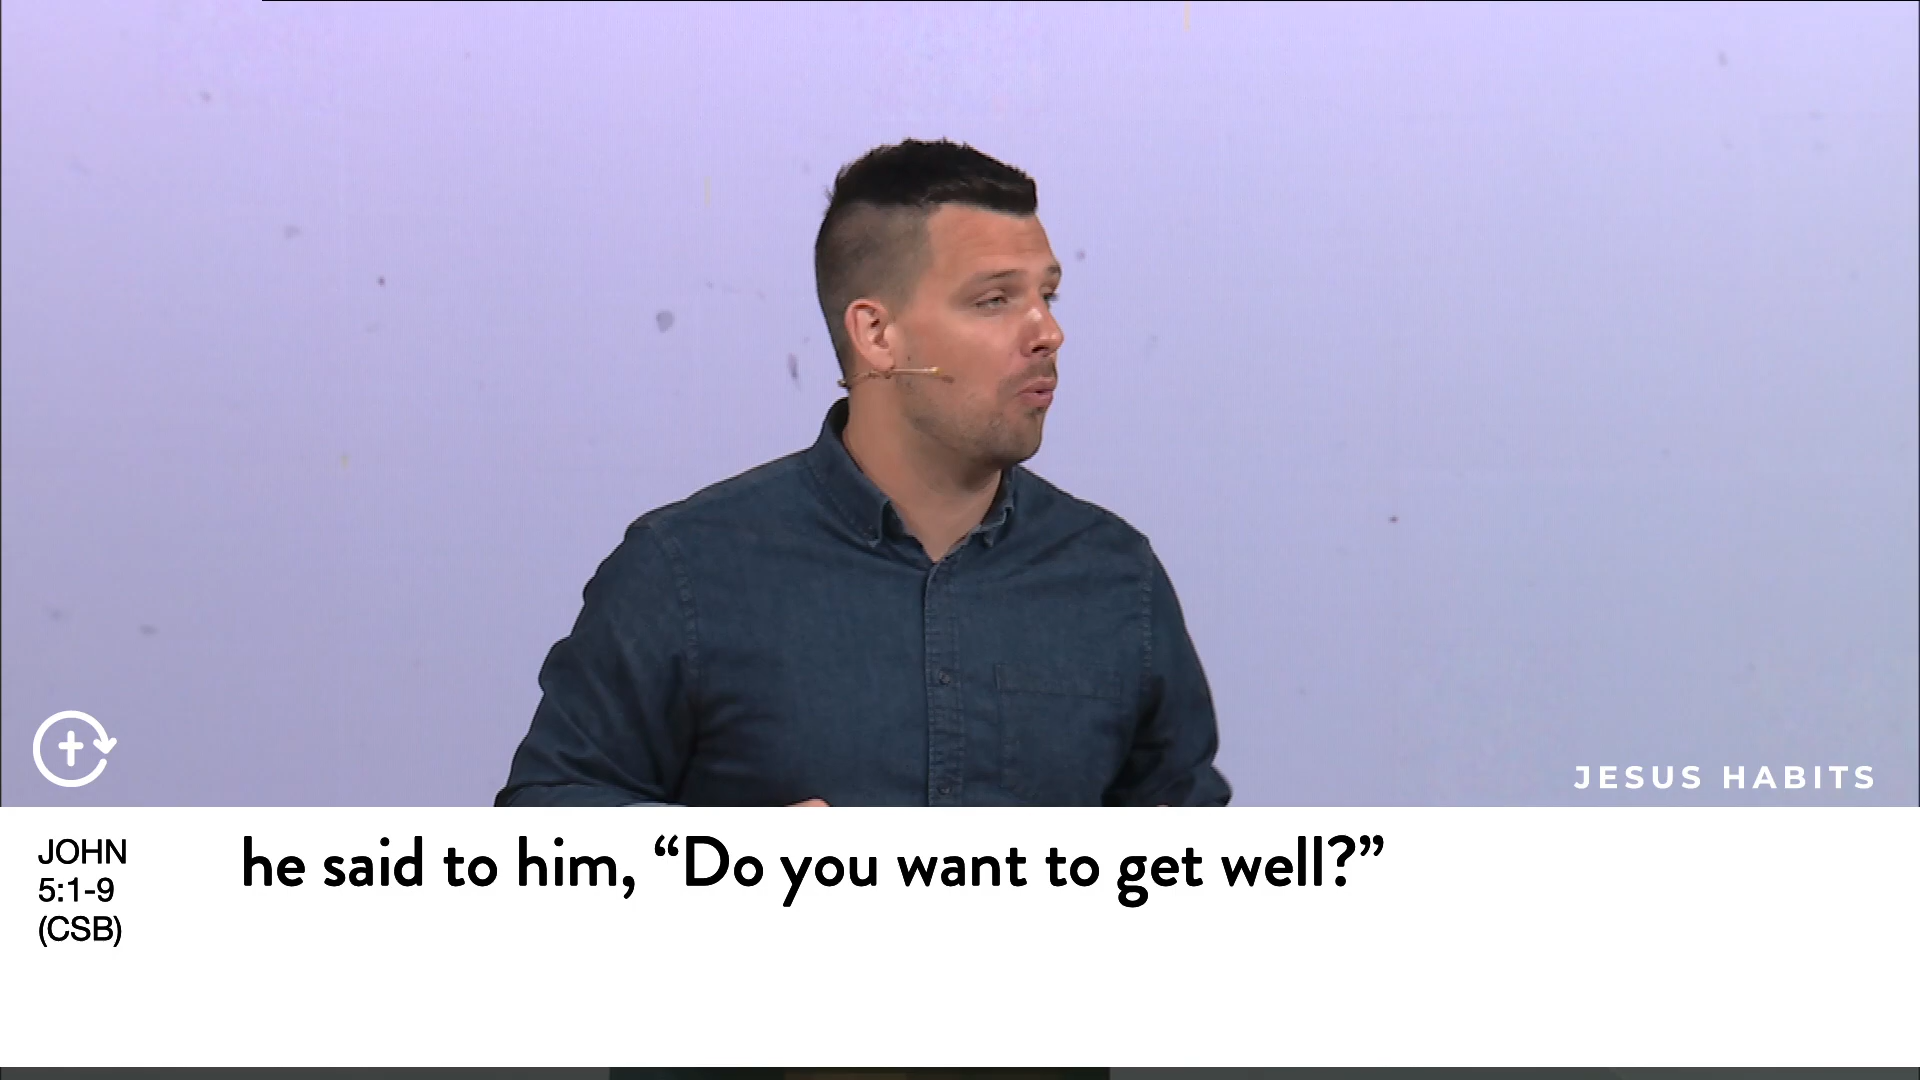 JESUS HABITS
JOHN
5:1-9
(CSB)
he said to him, “Do you want to get well?”